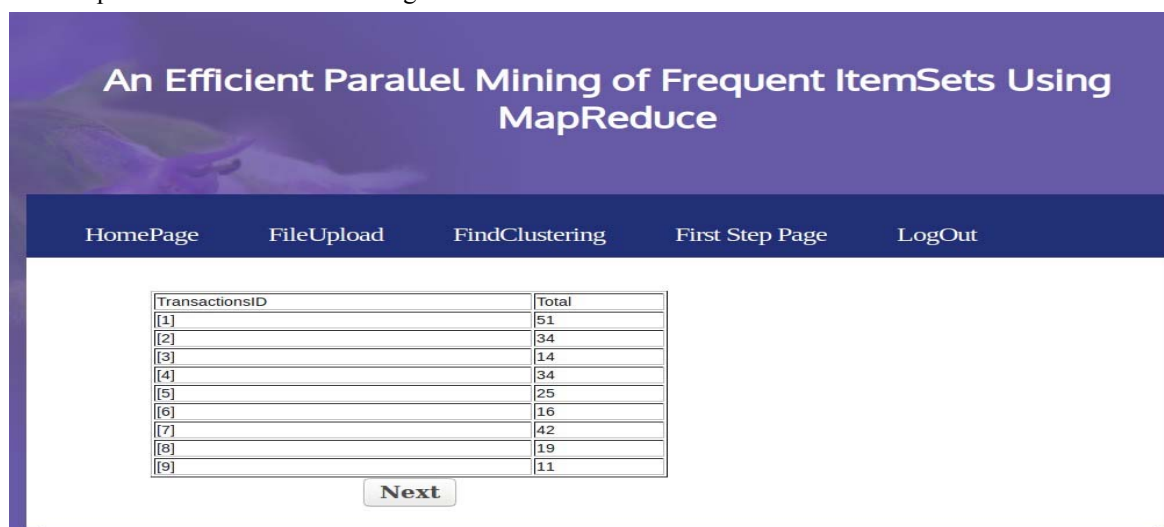 An Efficient Parallel Mining of Frequent ItemSets Using
MapReduce
HomePage FileUpload FindClustering First Step Page LogOut
TransactionsID Total
[1] 51
[2] 34
[3] 14
[4] 34
[5] 25
[6] 16
[7] 42
[8] 19
[9] 11
Next